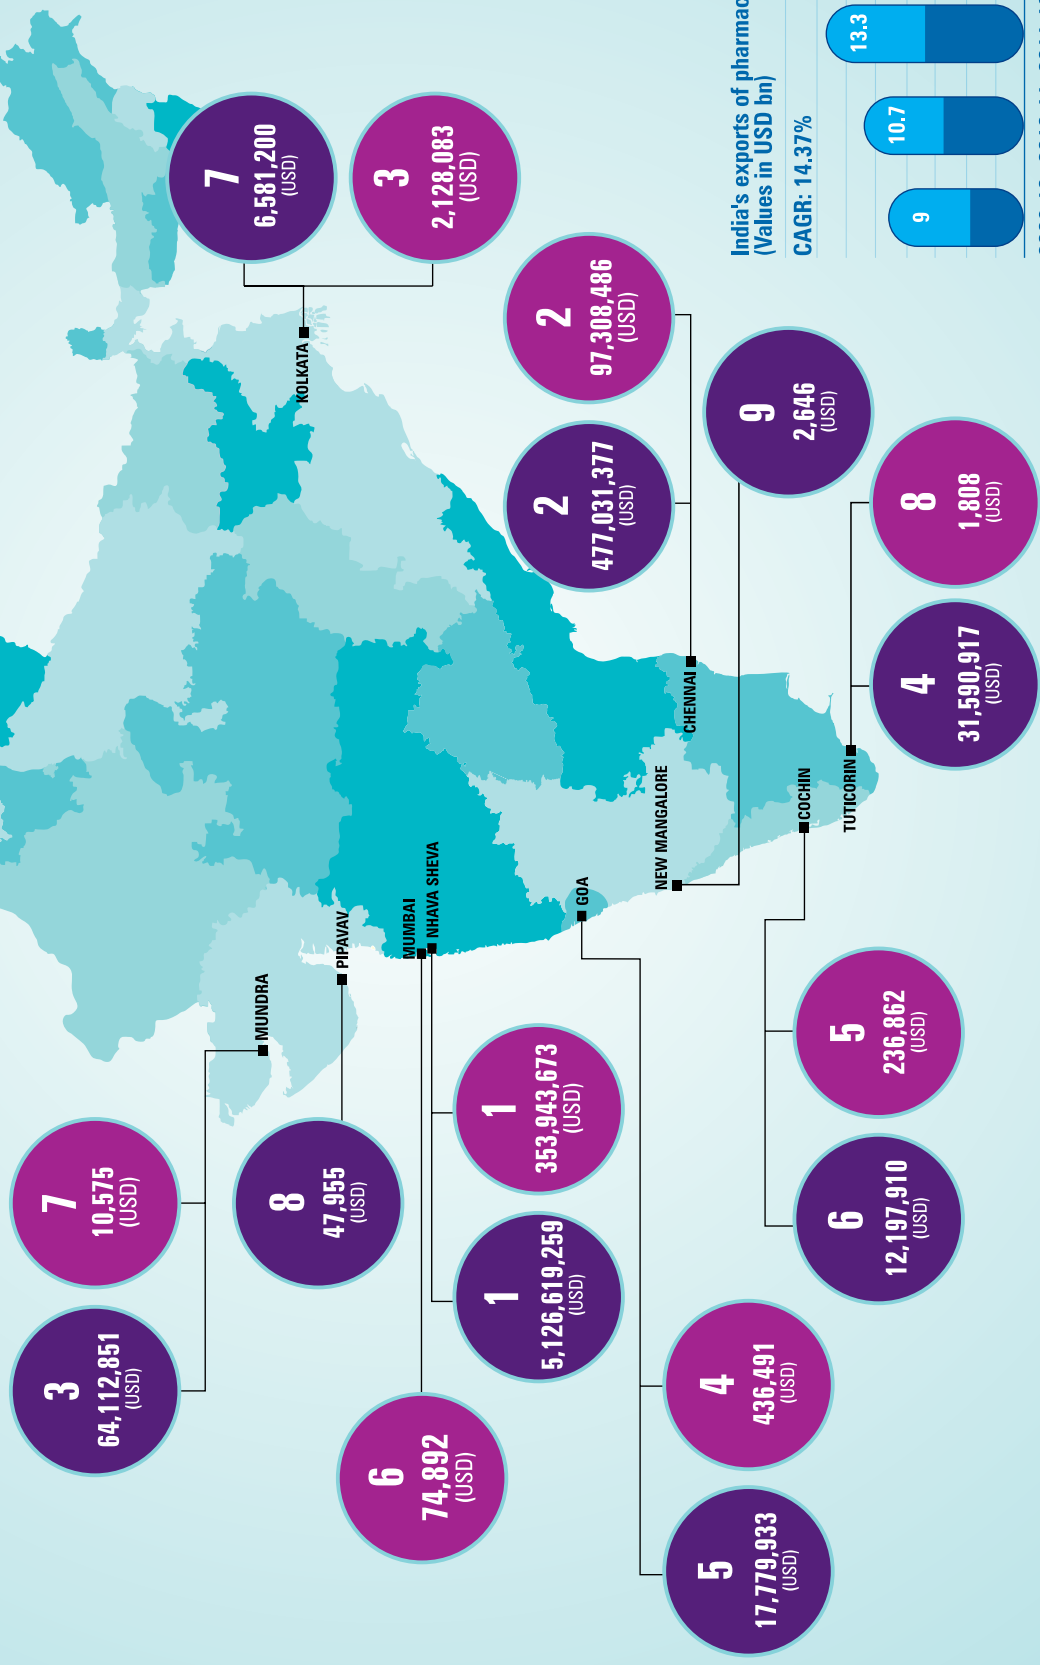 3
64,112,851
(USD)
7
10,575
(USD)
MUNDRA
8
47,955
(USD)
PIPAVAV
7
6,581,200
(USD)
KOLKATA
3
2,128,083
(USD)
6
74,892
(USD)
MUMBAI
NHAVA SHEVA
1
5,126,619,259
(USD)
1
353,943,673
(USD)
2
477,031,377
(USD)
2
97,308,486
(USD)
GOA
NEW MANGALORE
CHENNAI
5
17,779,933
(USD)
4
436,491
(USD)
9
2,646
(USD)
India's exports of pharmac
(Values in USD bn)
CAGR: 14.37%
COCHIN
TUTICORIN
6
12,197,910
(USD)
5
236,862
(USD)
4
31,590,917
(USD)
8
1,808
(USD)
9
10.7
13.3